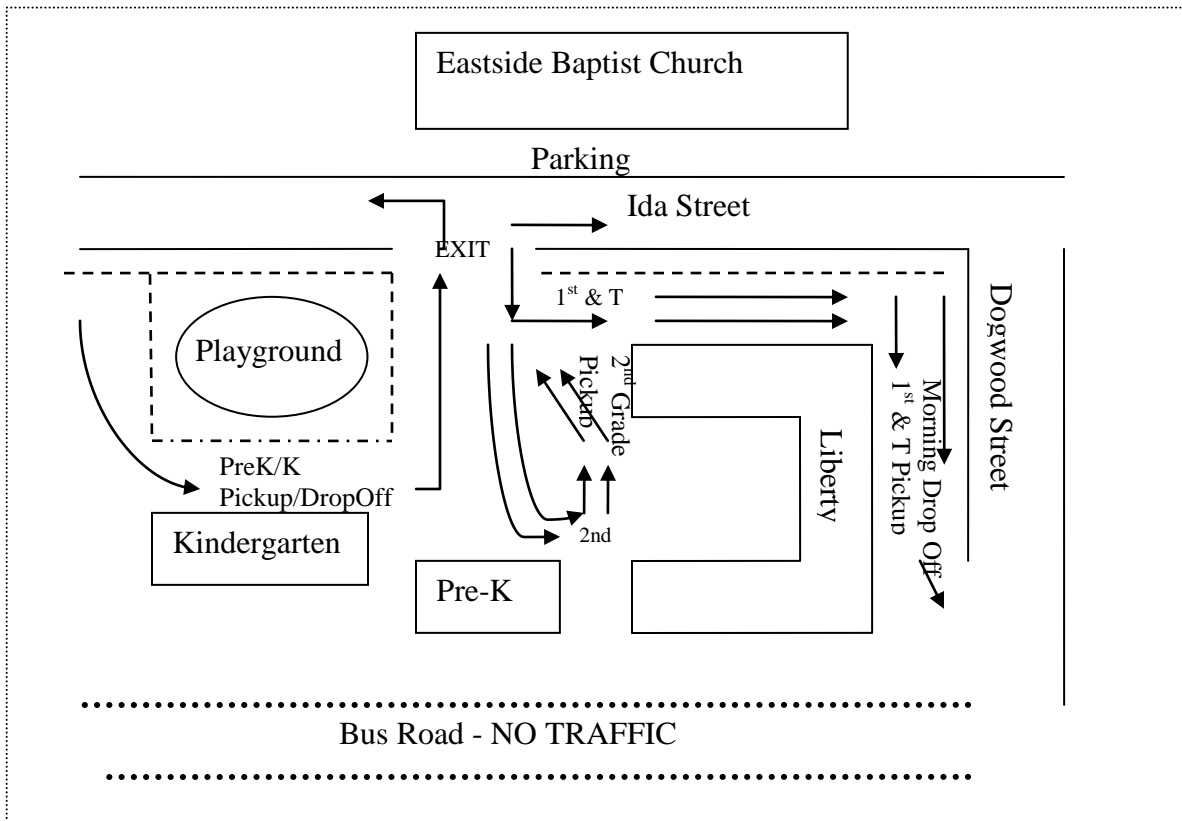 Eastside Baptist Church
Parking
Ida Street
EXIT
1st & T
Playground
2nd Grade
Pickup
Dogwood Street
Morning Drop Off
1st & T Pickup
Liberty
PreK/K
Pickup/DropOff
Kindergarten
2nd
Pre-K
Bus Road - NO TRAFFIC